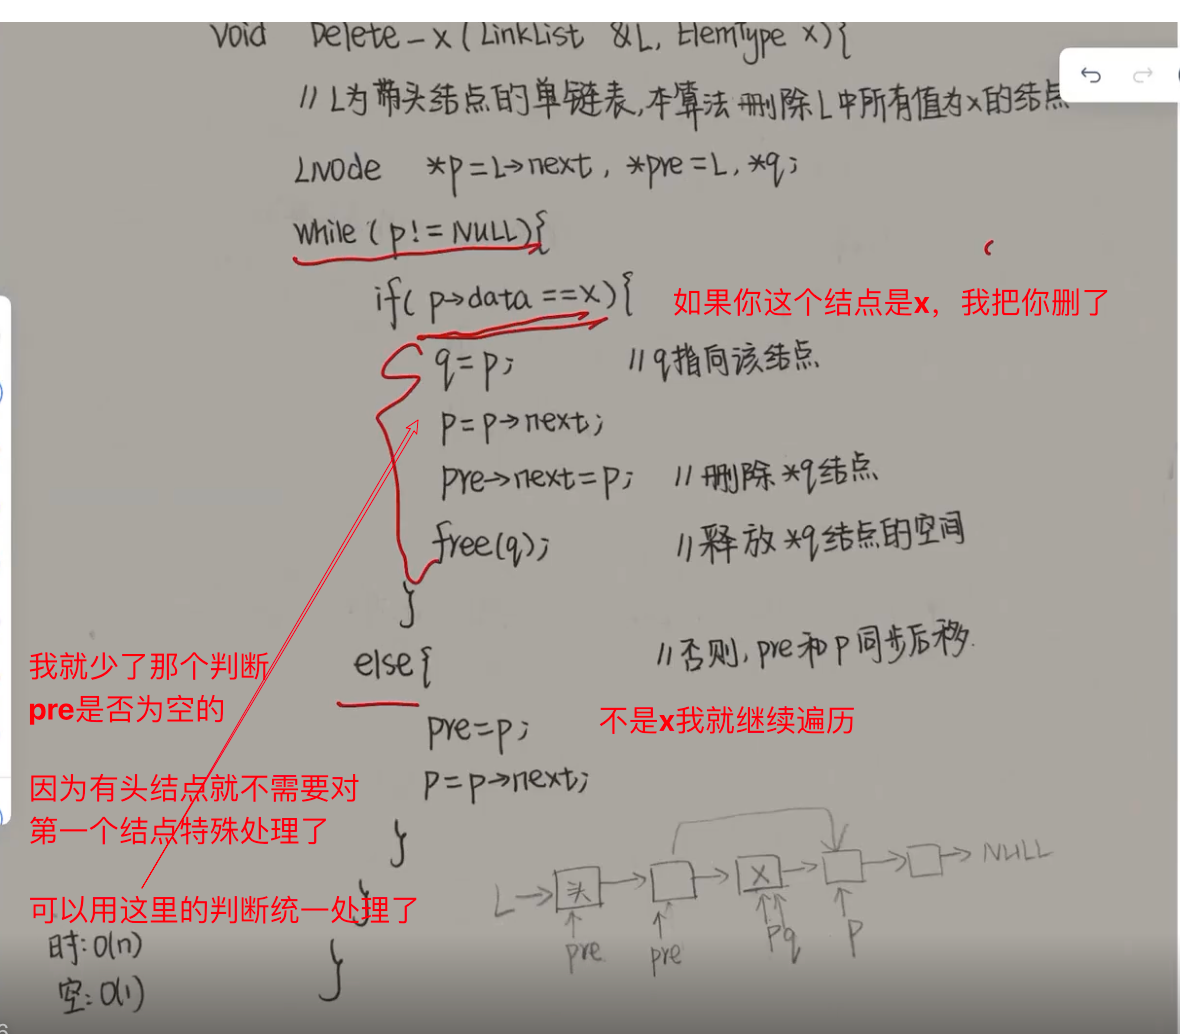 Void Delete_x(LinkList &L, ElemType x){
//L为带头结点的单链表,本算法删除L中所有值为x的结点
LNode *p=L->next, *pre=L, *q;
while(p!=NULL){
if(p->data==x){
如果你这个结点是x，我把你删了
q=p; //q指向该结点
p=p->next;
pre->next=p; //删除*q结点
free(q); //释放*q结点的空间
}
else{ //否则,pre和p同步后移.
我就少了那个判断
pre是否为空的
pre=p; 不是x我就继续遍历
p=p->next;
因为有头结点就不需要对
第一个结点特殊处理了
}
}
可以用这里的判断统一处理了
}
L→头→ → X → → →NULL
pre pre p q p
时:O(n)
空:O(1)
6